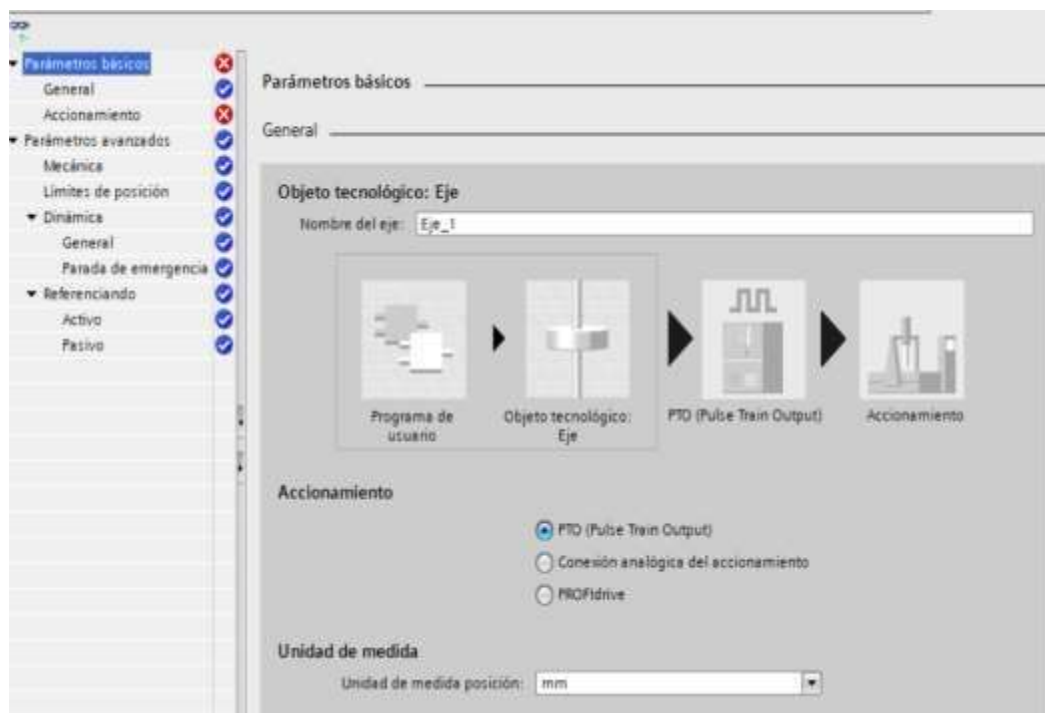 Parámetros básicos
General
Accionamiento
Parámetros avanzados
Mecánica
Límites de posición
Dinámica
General
Parada de emergencia
Referenciando
Activo
Pasivo
Parámetros básicos
General
Objeto tecnológico: Eje
Nombre del eje: Eje_1
Programa de usuario
Objeto tecnológico: Eje
PTO (Pulse Train Output)
Accionamiento
Accionamiento
PTO (Pulse Train Output)
Conexión analógica del accionamiento
PROFIdrive
Unidad de medida
Unidad de medida posición: mm